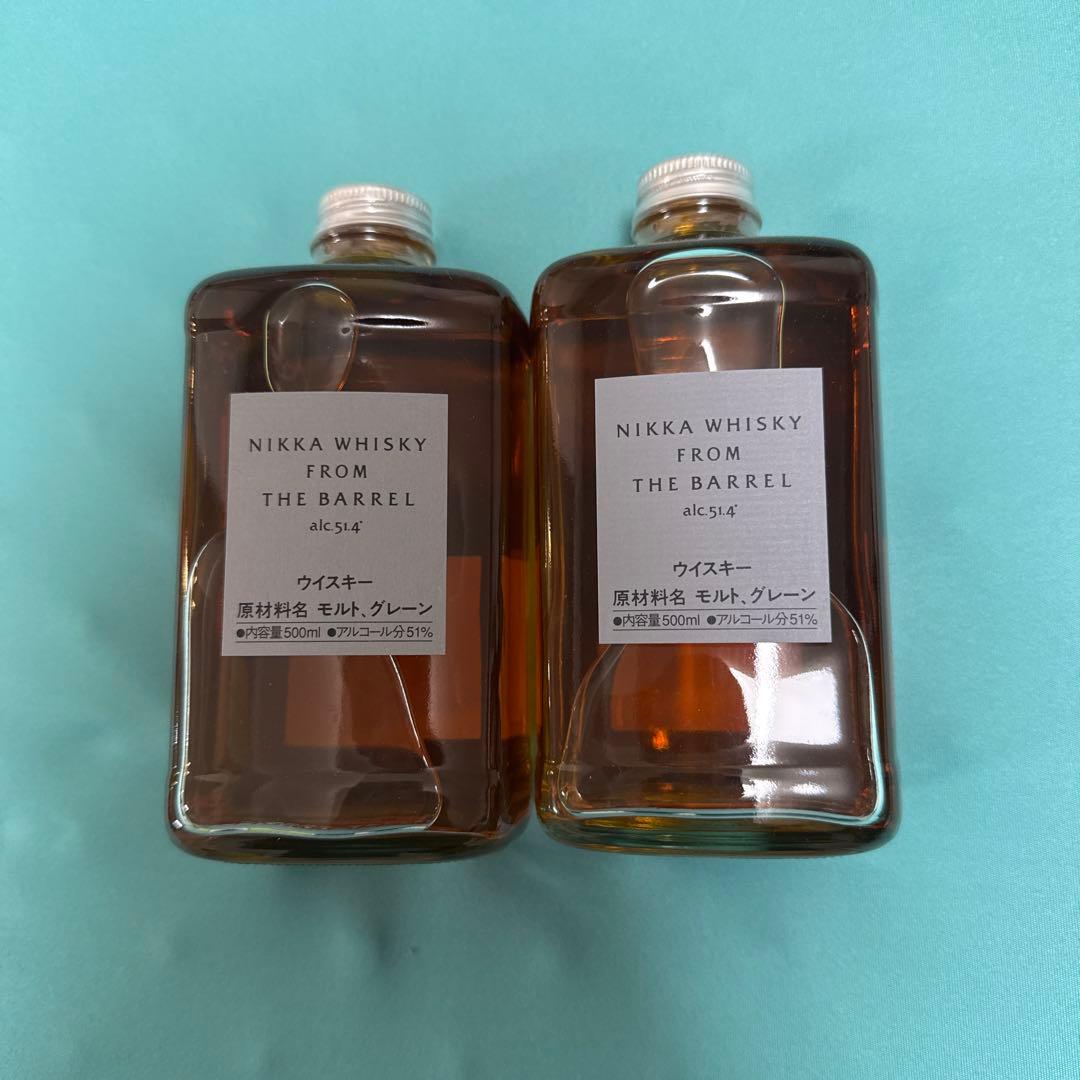 NIKKA WHISKY
FROM
THE BARREL
alc.51.4°
ウイスキー
原材料名 モルト、グレーン
●内容量500ml ●アルコール分51%
NIKKA WHISKY
FROM
THE BARREL
alc.51.4°
ウイスキー
原材料名 モルト、グレーン
●内容量500ml ●アルコール分51%